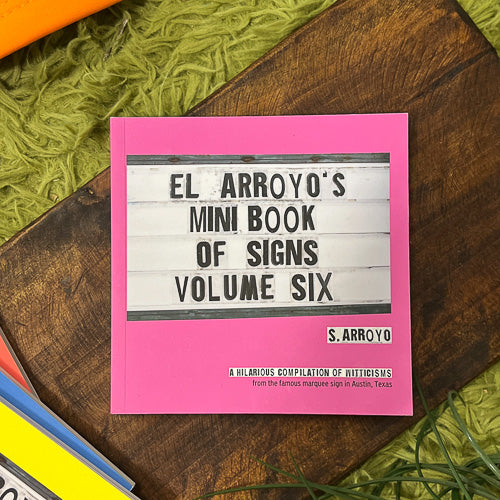 EL ARROYO'S
MINI BOOK
OF SIGNS
VOLUME SIX
S. ARROYO
A HILARIOUS COMPILATION OF WITTICISMS
from the famous marquee sign in Austin, Texas